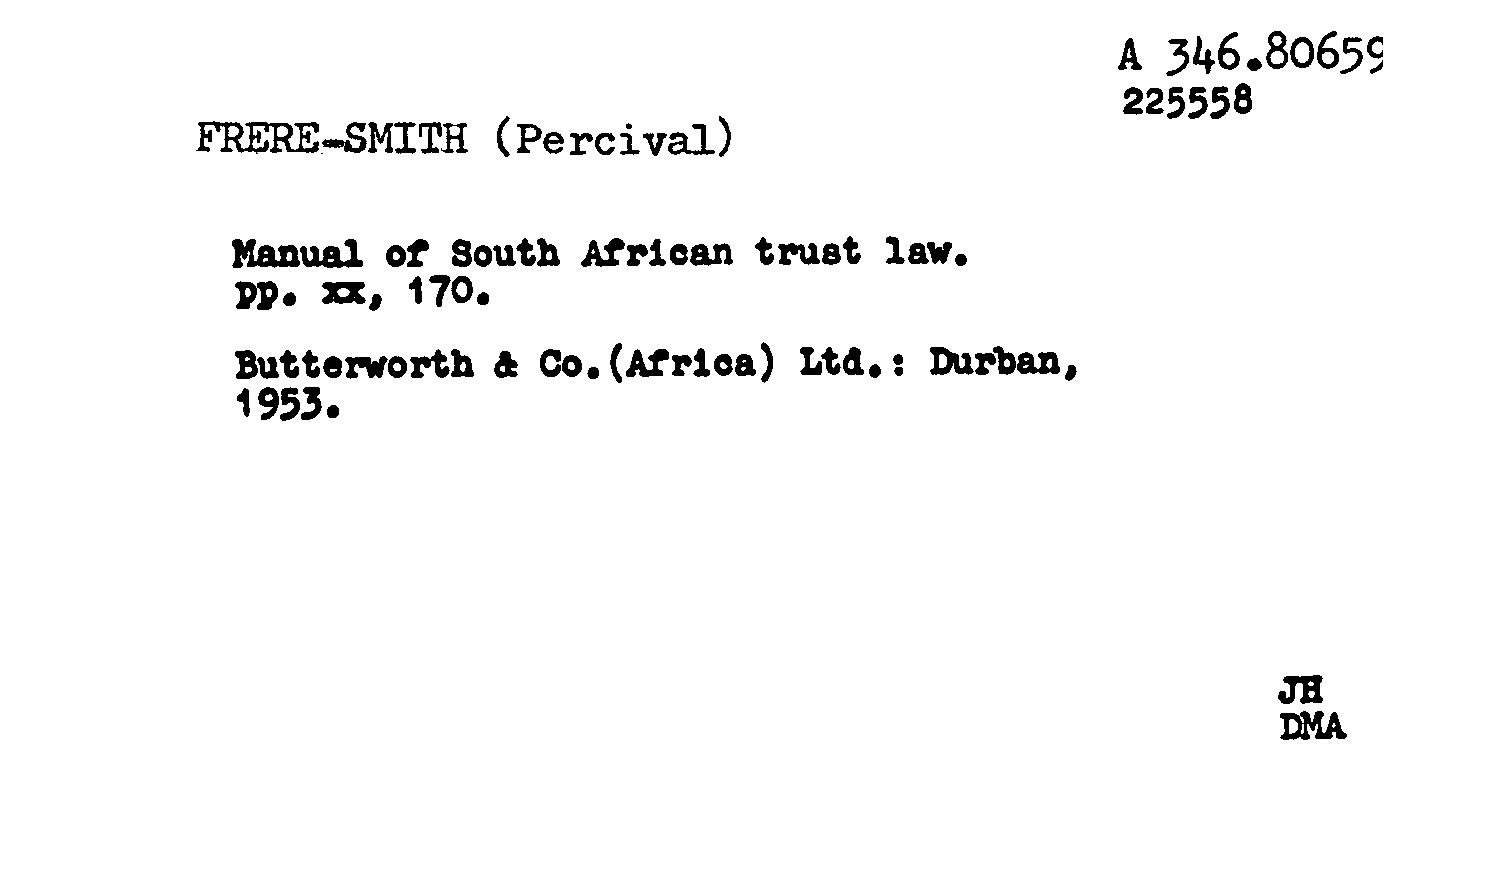 A 346.80659
225558
FRERE-SMITH (Percival)
Manual of South African trust law.
pp. xx, 170.
Butterworth & Co.(Africa) Ltd.: Durban,
1953.
JH
DMA